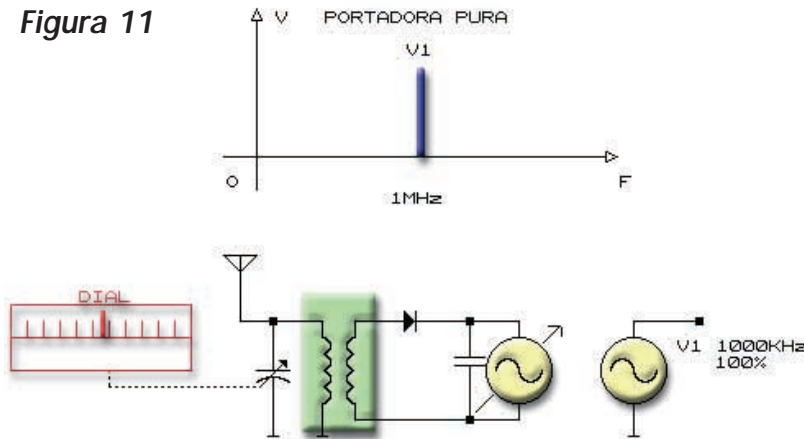 Figura 11
V PORTADORA PURA
V1
O F
1MHz
DIAL
V1 1000KHz
100%